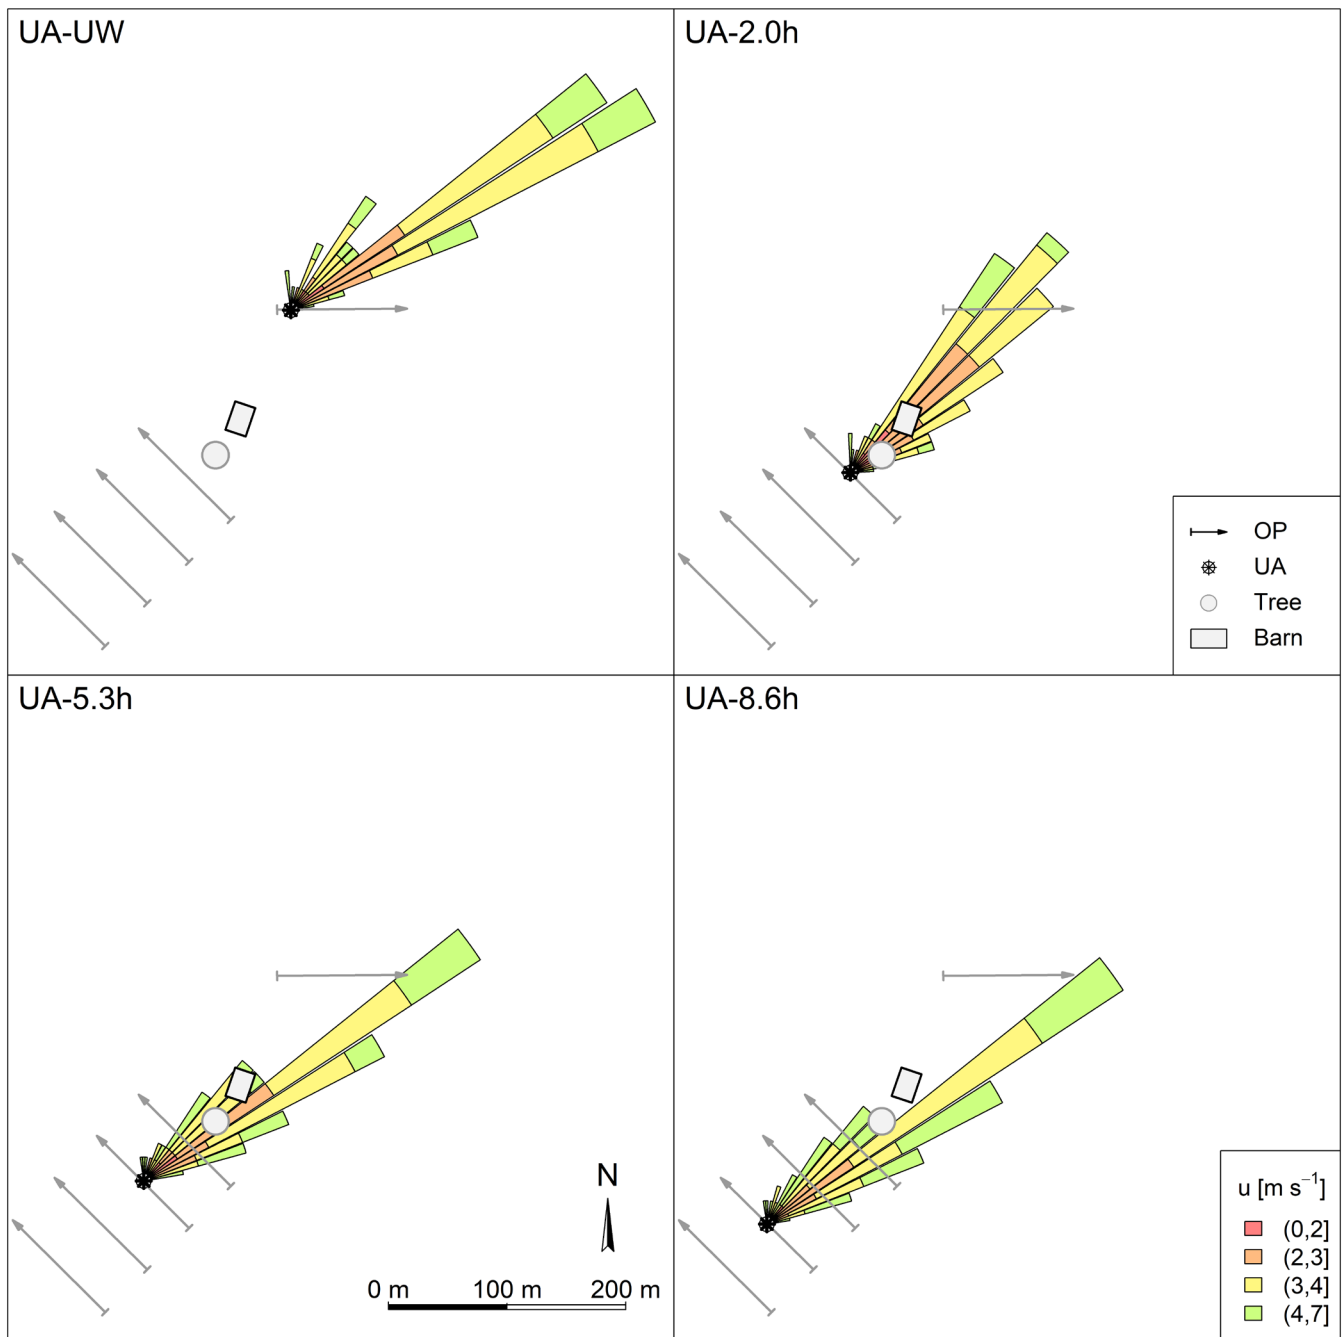 UA-UW
UA-2.0h
OP
UA
Tree
Barn
UA-5.3h
UA-8.6h
N
0 m 100 m 200 m
u [m s⁻¹]
(0,2]
(2,3]
(3,4]
(4,7]